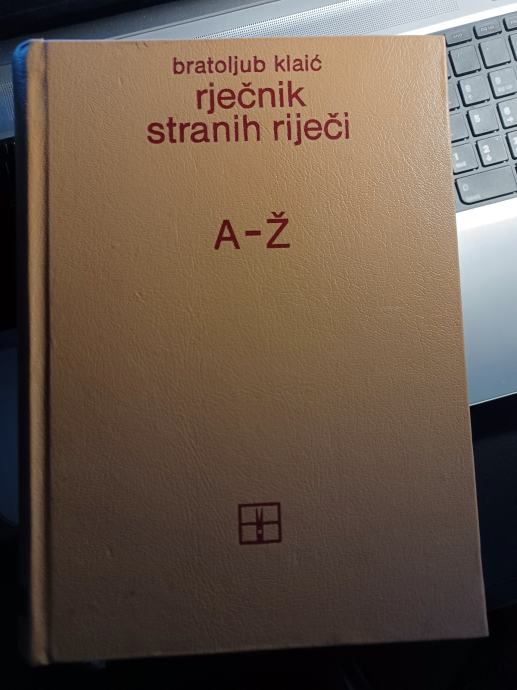 bratoljub klaić
rječnik
stranih riječi
A-Ž